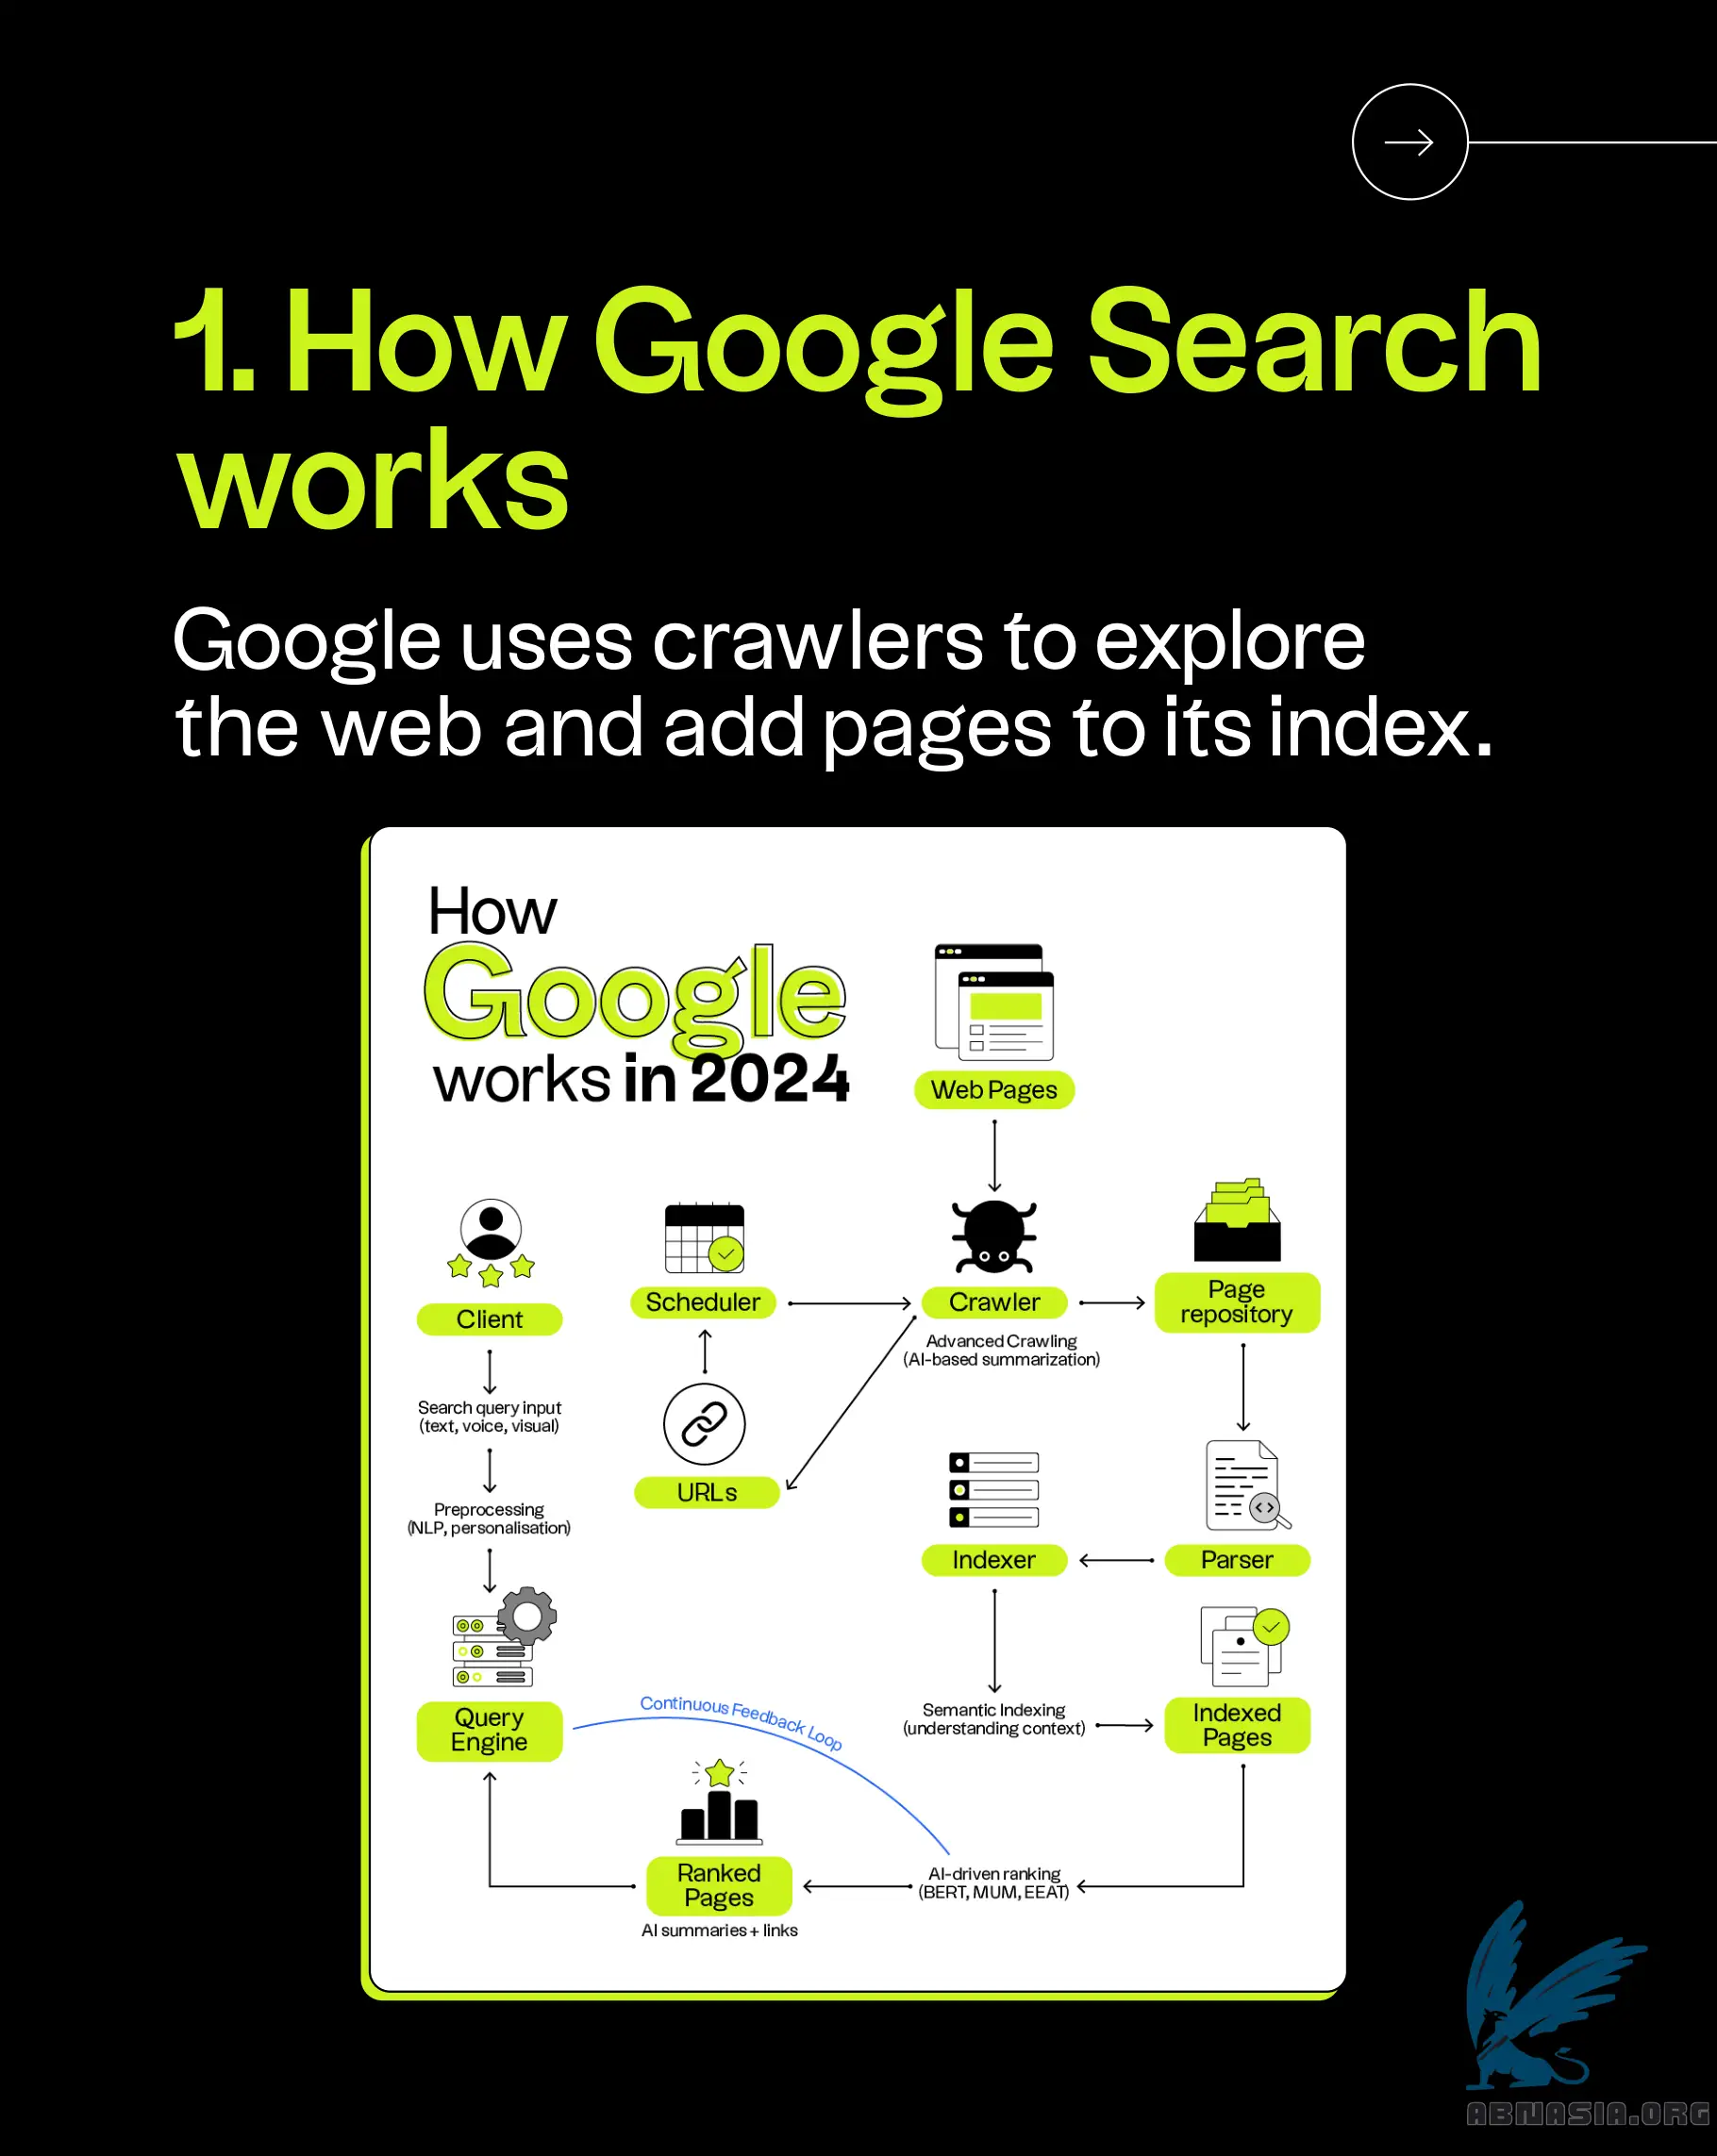 1. How Google Search
works
Google uses crawlers to explore
the web and add pages to its index.
How
Google
works in 2024
Web Pages
Client
Scheduler
Crawler
Page
repository
Advanced Crawling
(AI-based summarization)
Search query input
(text, voice, visual)
URLs
Preprocessing
(NLP, personalisation)
Indexer
Parser
Query
Engine
Continuous Feedback Loop
Semantic Indexing
(understanding context)
Indexed
Pages
Ranked
Pages
AI summaries + links
AI-driven ranking
(BERT, MUM, EEAT)
ABMASIA.ORG